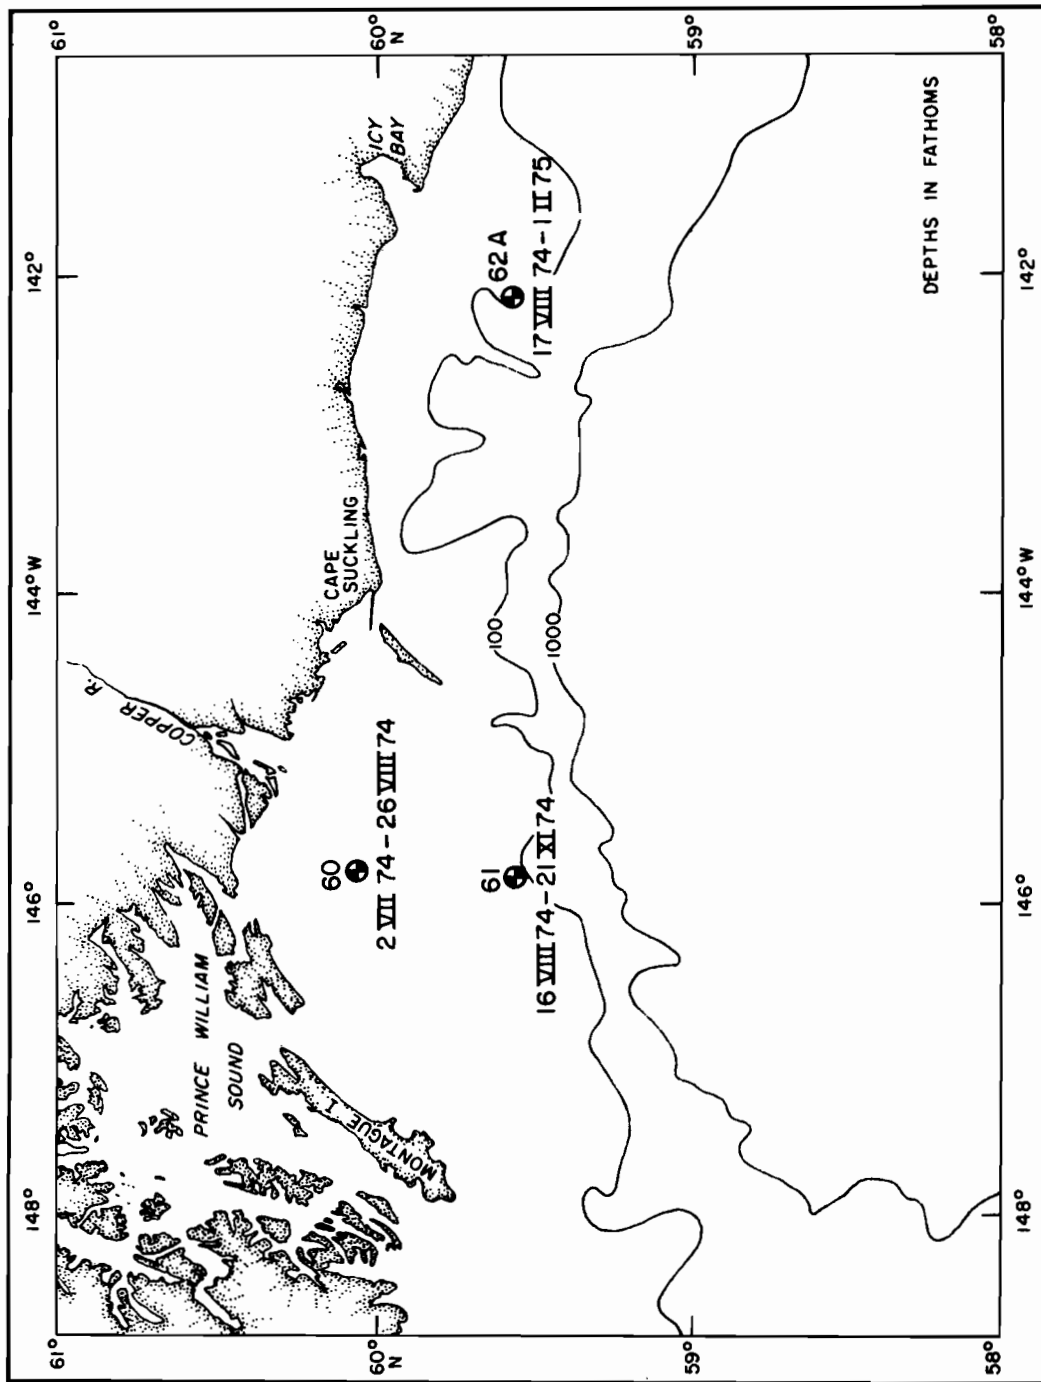 148°
146°
144°W
142°
61°
61°
COPPER R.
PRINCE WILLIAM
SOUND
CAPE
SUCKLING
ICY
BAY
MONTAGUE I.
60°
N
60°
N
60
2 VII 74 – 26 VIII 74
62A
17 VIII 74 – 1 II 75
61
16 VIII 74 – 21 XI 74
100
1000
59°
59°
DEPTHS IN FATHOMS
58°
58°
148°
146°
144°W
142°